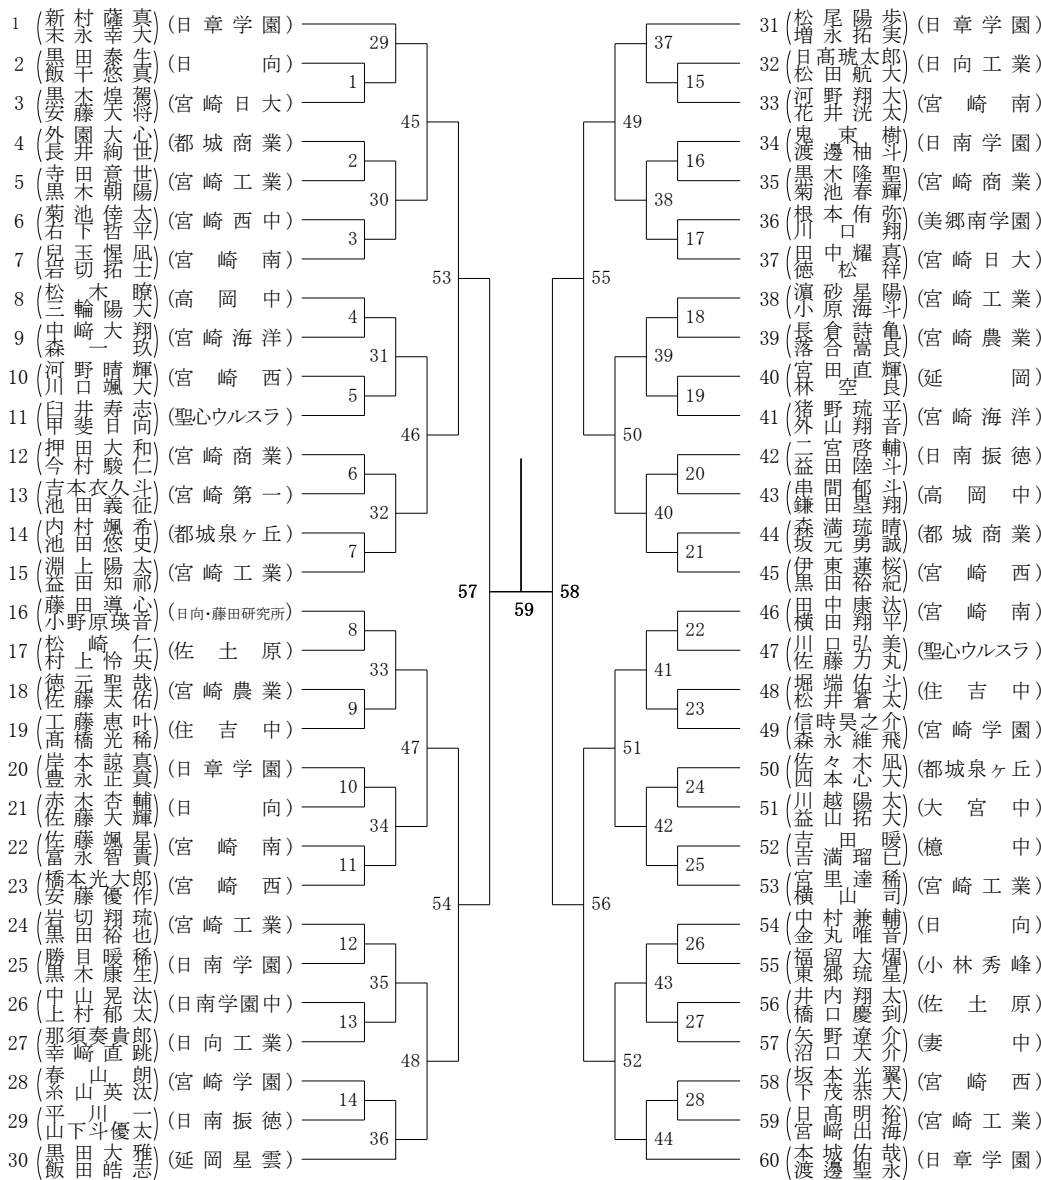 1 新村薩真 末永幸大 (日章学園)
2 黒田泰生 飯干悠真 (日向)
3 黒木煌駕 安藤大将 (宮崎日大)
4 外園大心 長井絢世 (都城商業)
5 寺田意世 黒木朝陽 (宮崎工業)
6 菊池倖太 右下哲平 (宮崎西中)
7 兒玉惺凪 岩切拓士 (宮崎南)
8 松木瞭 三輪陽大 (高岡中)
9 中﨑大翔 森一玖 (宮崎海洋)
10 河野晴輝 川口颯大 (宮崎西)
11 臼井寿志 甲斐日向 (聖心ウルスラ)
12 押田大和 今村駿仁 (宮崎商業)
13 吉本衣久斗 池田義征 (宮崎第一)
14 内村颯希 池田悠史 (都城泉ヶ丘)
15 淵上陽太 益田知祁 (宮崎工業)
16 藤田導心 小野原瑛音 (日向・藤田研究所)
17 松崎仁 村上怜央 (佐土原)
18 徳元聖哉 佐藤太佑 (宮崎農業)
19 工藤恵叶 髙橋光稀 (住吉中)
20 岸本諒真 豊永正真 (日章学園)
21 赤木杏輔 佐藤大輝 (日向)
22 佐藤颯星 富永智貴 (宮崎南)
23 橋本光太郎 安藤優作 (宮崎西)
24 岩切翔琉 黒田裕也 (宮崎工業)
25 勝目暖稀 黒木康生 (日南学園)
26 中山晃汰 上村郁太 (日南学園中)
27 那須奏貴郎 幸﨑直跳 (日向工業)
28 春山朗 糸山英汰 (宮崎学園)
29 平川一 山下斗優太 (日南振徳)
30 黒田大雅 飯田皓志 (延岡星雲)
29
1
2
30
3
45
4
31
5
6
32
7
46
53
8
33
9
10
34
11
47
12
35
13
14
36
48
54
57
59
58
37
15
16
38
17
49
18
39
19
20
40
21
50
55
22
41
23
24
42
25
51
26
43
27
28
44
52
56
31 松尾陽歩 増永拓実 (日章学園)
32 日髙琥太郎 松田航大 (日向工業)
33 河野翔大 花井洸太 (宮崎南)
34 鬼束樹 渡邊柚斗 (日南学園)
35 黒木隆聖 菊池春輝 (宮崎商業)
36 根本侑弥 川口翔 (美郷南学園)
37 田中耀真 徳松祥 (宮崎日大)
38 濵砂星陽 小原海斗 (宮崎工業)
39 長倉詩亀 落合嵩良 (宮崎農業)
40 宮田直輝 林空良 (延岡)
41 猪野琉平 外山翔音 (宮崎海洋)
42 二宮啓輔 益田陸斗 (日南振徳)
43 串間郁斗 鎌田塁翔 (高岡中)
44 森満琉晴 坂元勇誠 (都城商業)
45 伊東蓮桜 黒田裕紀 (宮崎西)
46 田中康汰 横田翔平 (宮崎南)
47 川口弘美 佐藤力丸 (聖心ウルスラ)
48 堀端佑斗 松井蒼太 (住吉中)
49 信時昊之介 森永維飛 (宮崎学園)
50 佐々木凪 四本心大 (都城泉ヶ丘)
51 川越陽太 益山拓大 (大宮中)
52 吉田暖 吉満瑠已 (檍中)
53 宮里達稀 横山司 (宮崎工業)
54 中村兼輔 金丸唯音 (日向)
55 福留大燿 東郷琉星 (小林秀峰)
56 井内翔太 橋口慶到 (佐土原)
57 矢野遼介 沼口大介 (妻中)
58 坂本光翼 下茂恭大 (宮崎西)
59 日髙明裕 宮﨑出海 (宮崎工業)
60 本城佑哉 渡邊聖永 (日章学園)